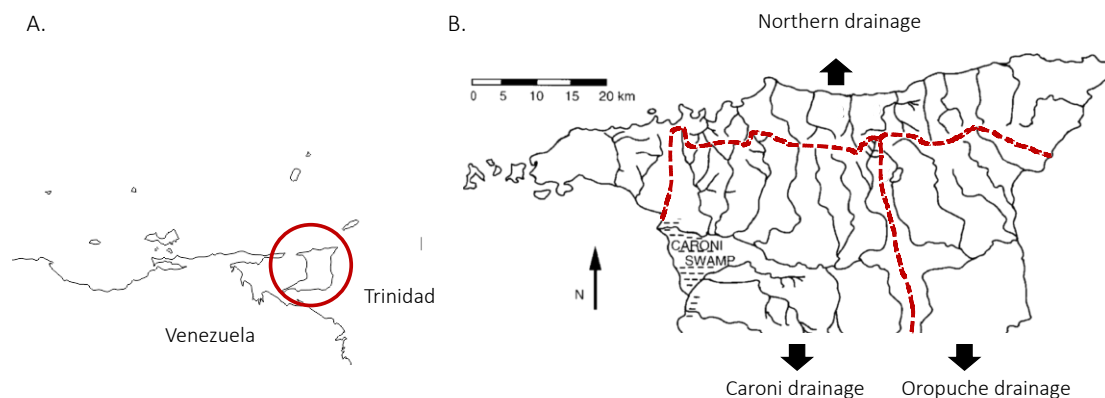 A.
Trinidad
Venezuela
B.
Northern drainage
0 5 10 15 20 km
CARONI
SWAMP
N
Caroni drainage
Oropuche drainage